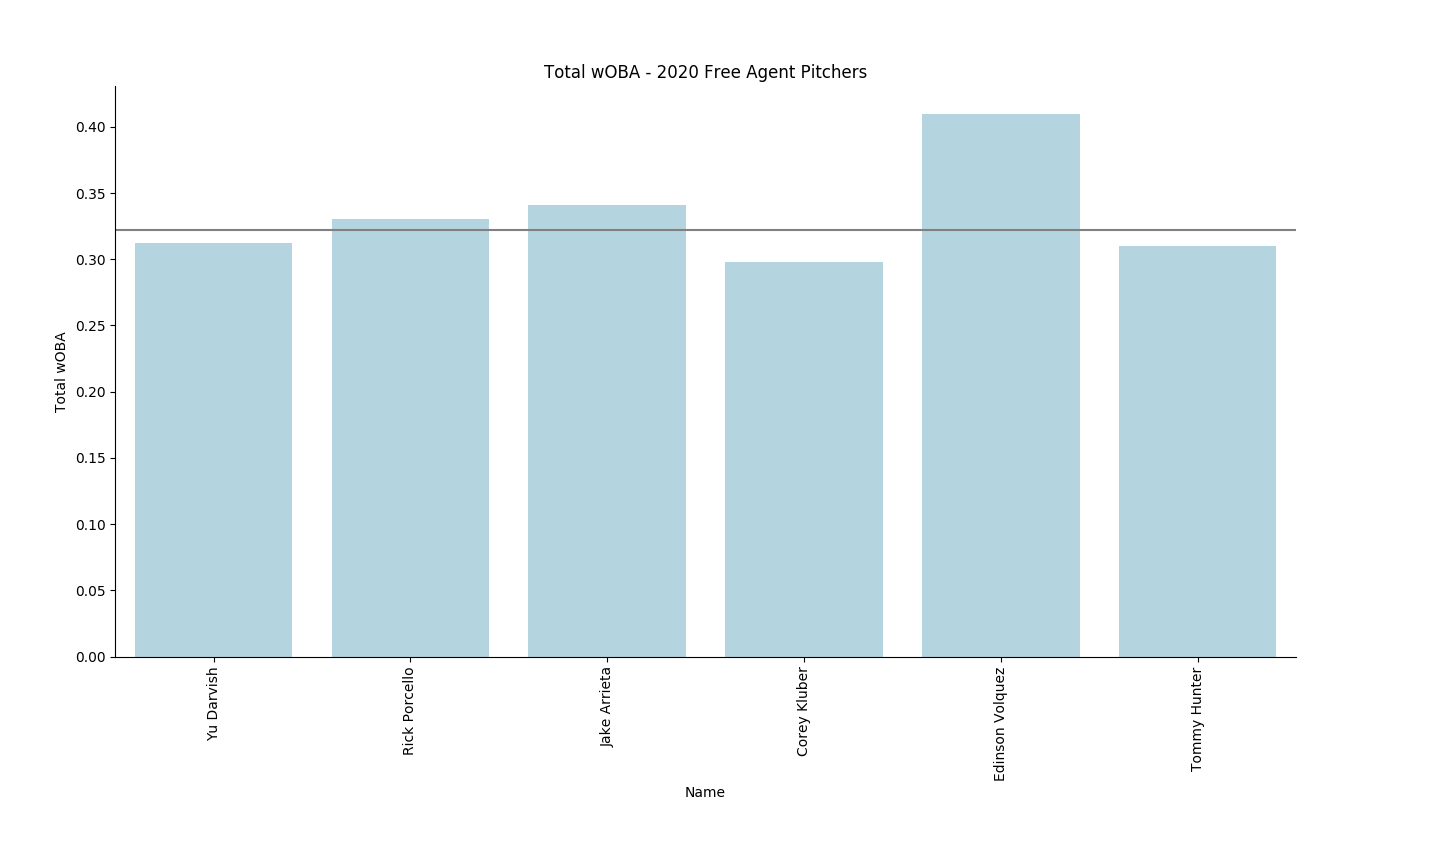 Total wOBA - 2020 Free Agent Pitchers
Total wOBA
0.40
0.35
0.30
0.25
0.20
0.15
0.10
0.05
0.00
Yu Darvish
Rick Porcello
Jake Arrieta
Corey Kluber
Edinson Volquez
Tommy Hunter
Name